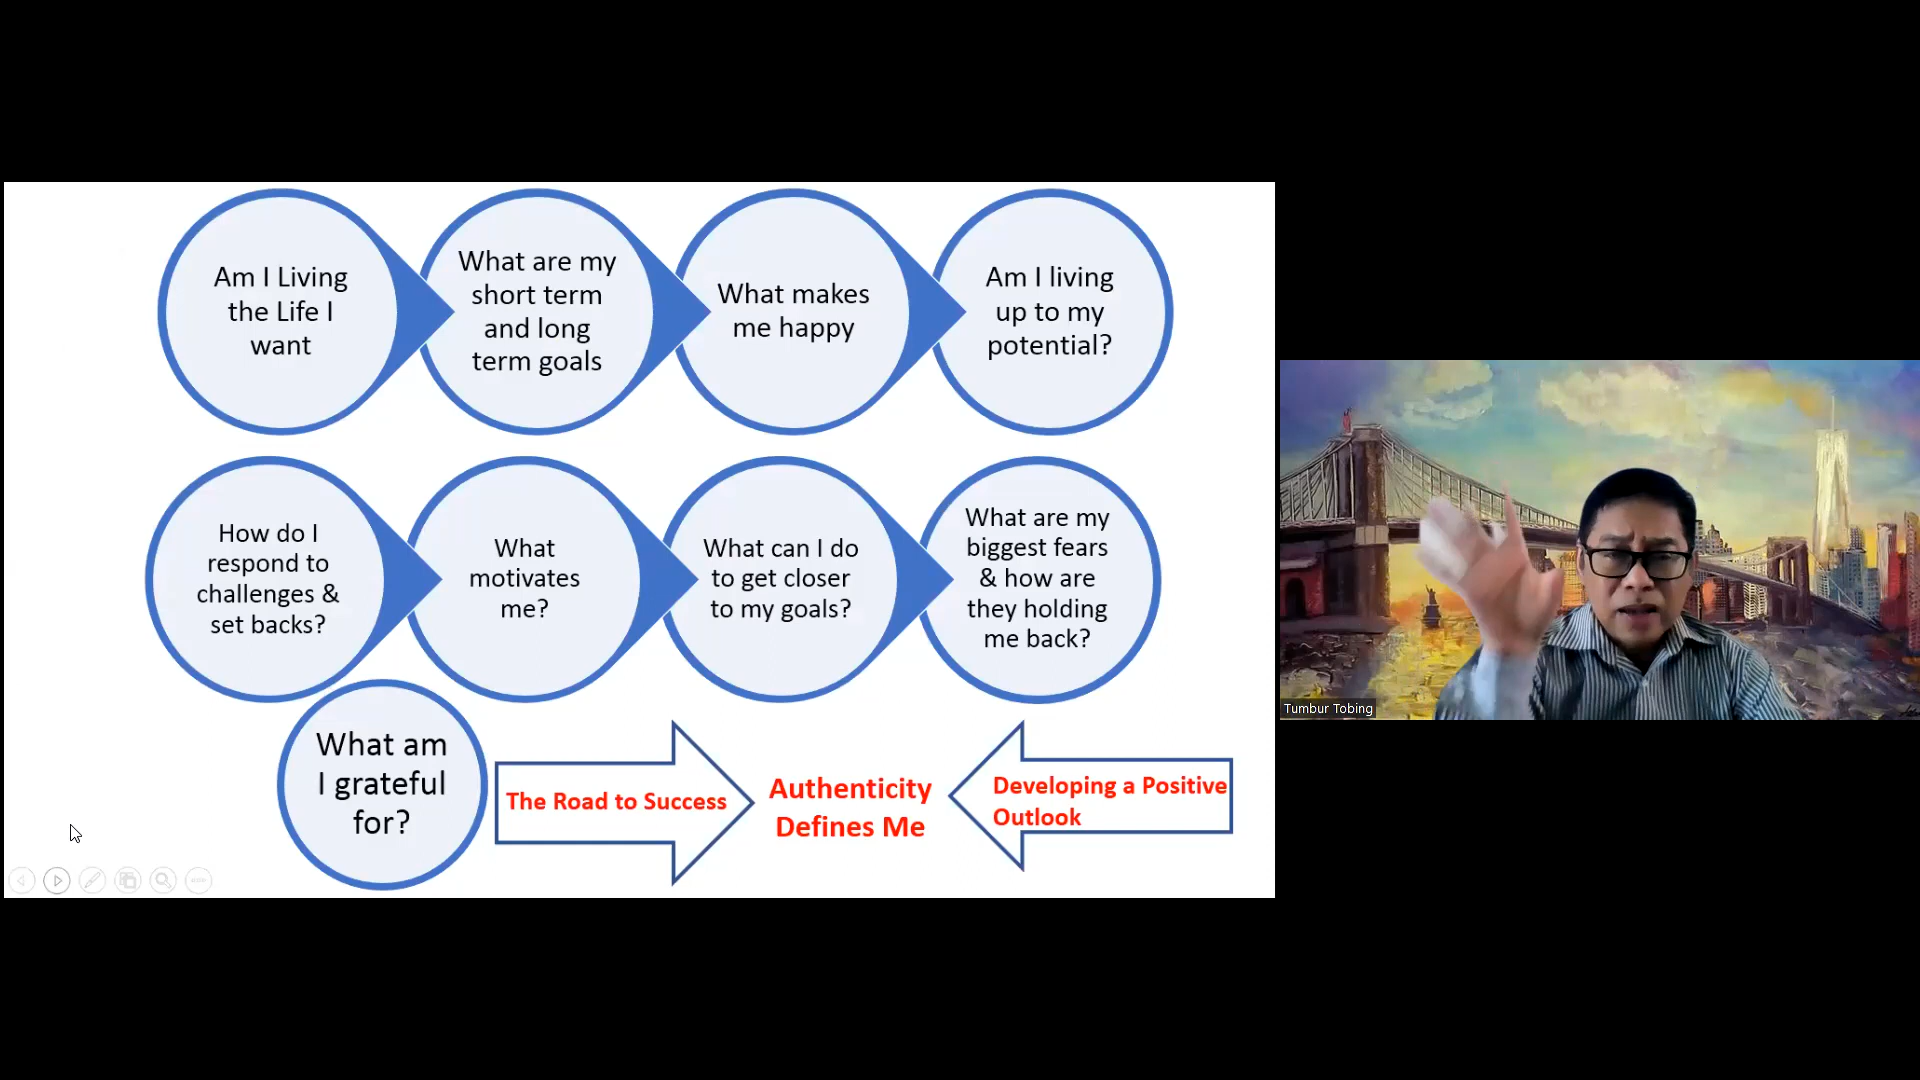 Am I Living
the Life I
want
What are my
short term
and long
term goals
What makes
me happy
Am I living
up to my
potential?
How do I
respond to
challenges &
set backs?
What
motivates
me?
What can I do
to get closer
to my goals?
What are my
biggest fears
& how are
they holding
me back?
What am
I grateful
for?
The Road to Success
Authenticity
Defines Me
Developing a Positive
Outlook
Tumbur Tobing